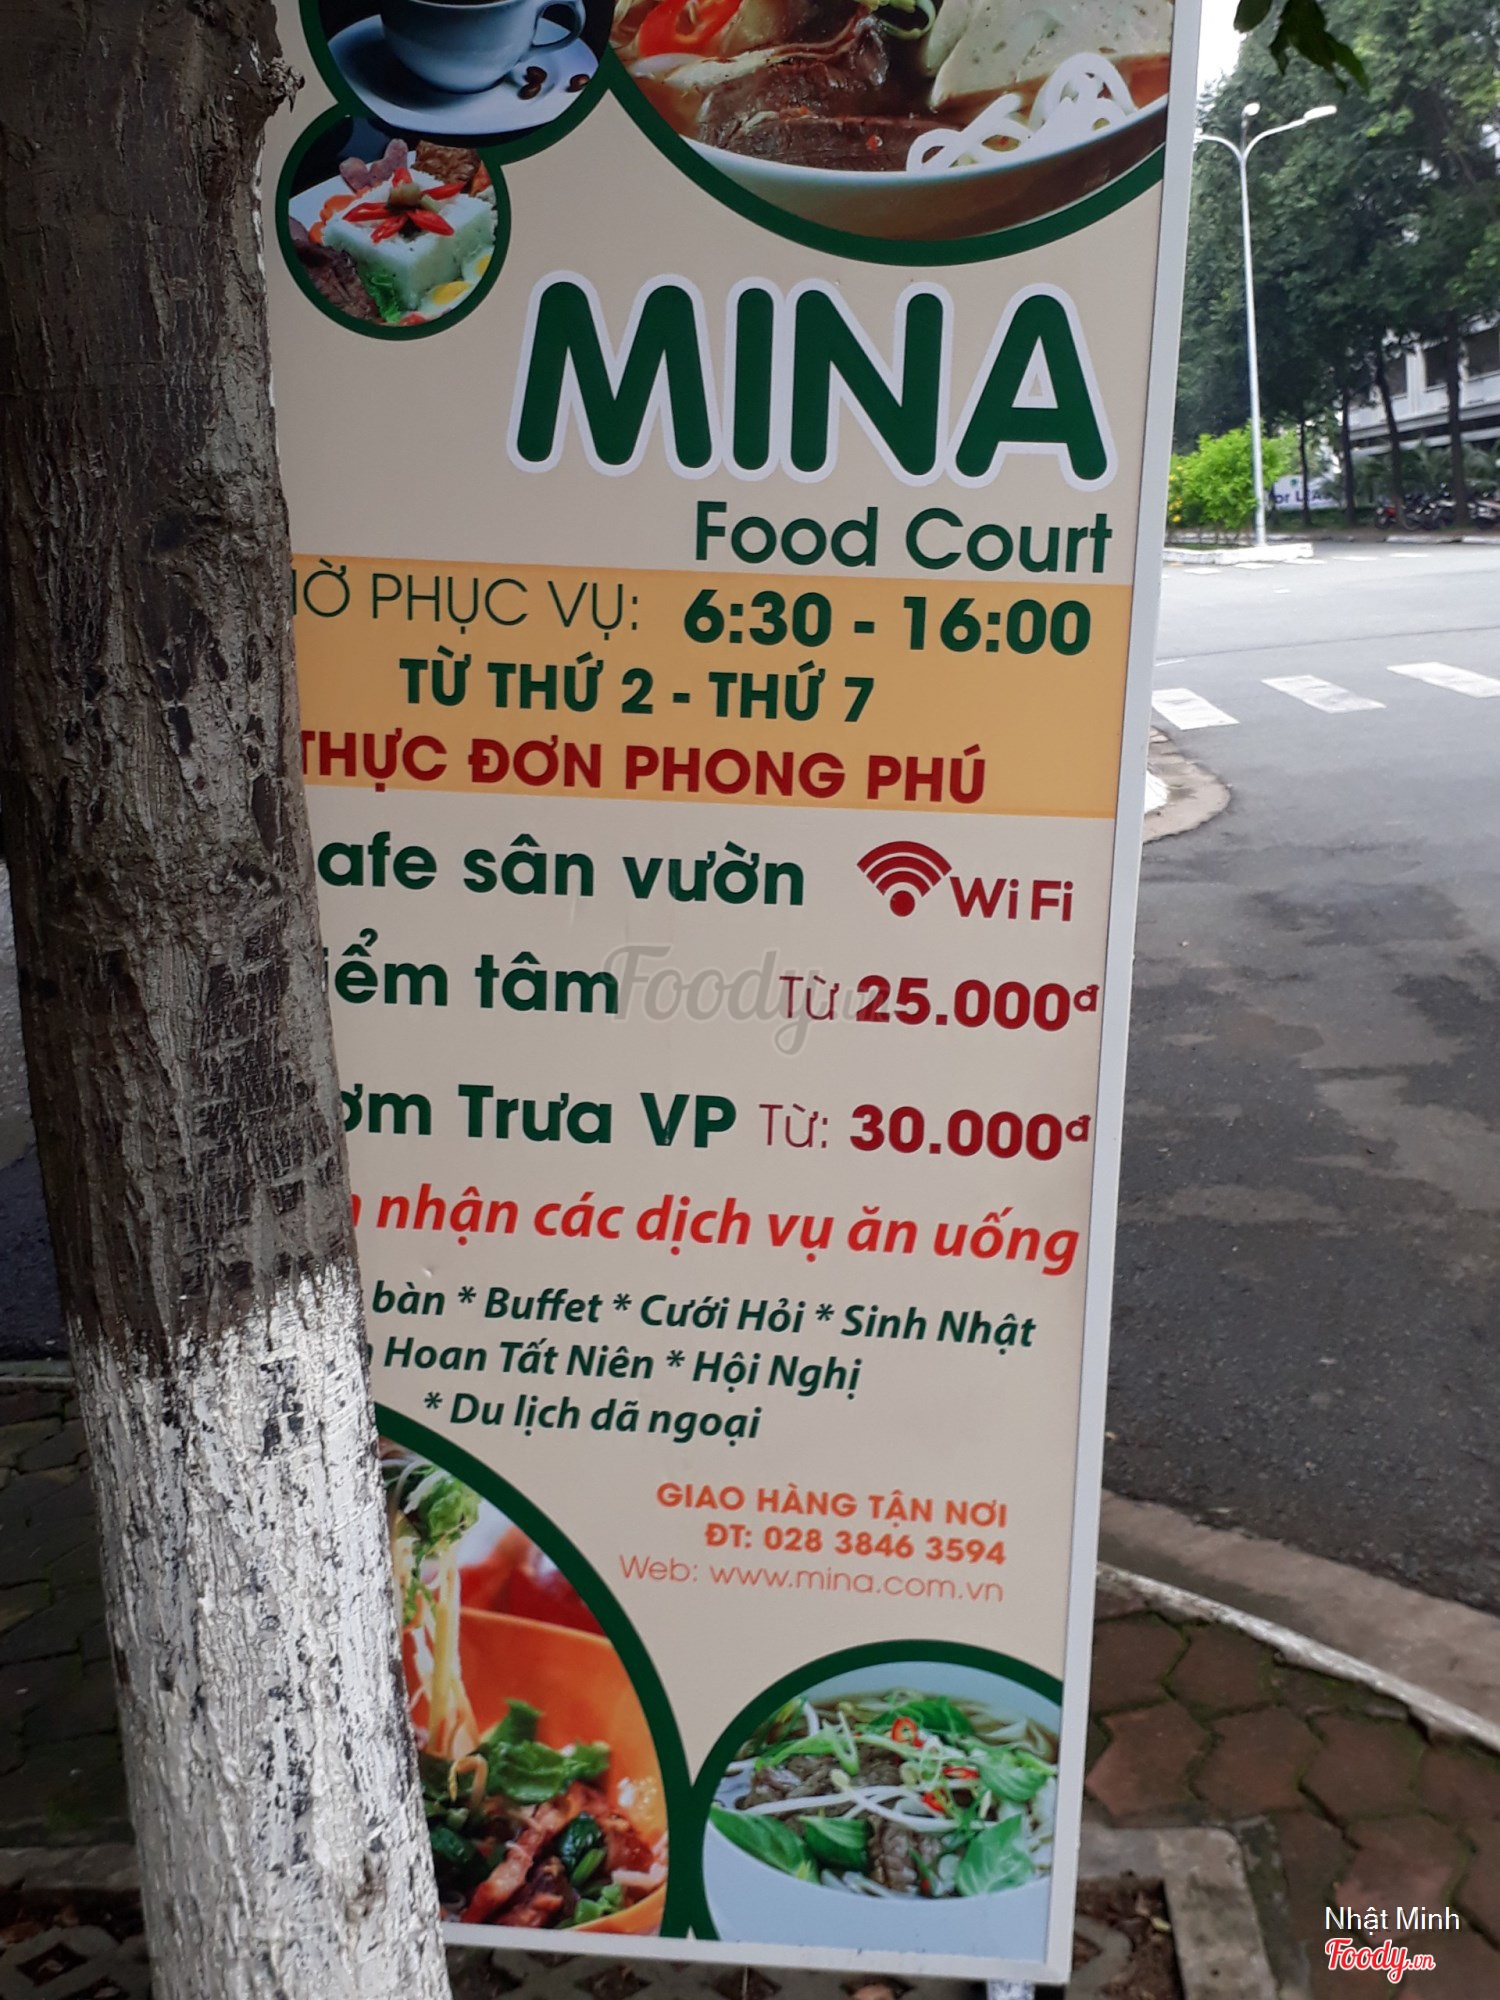 MINA
Food Court
PHỤC VỤ: 6:30 - 16:00
TỪ THỨ 2 - THỨ 7
THỰC ĐƠN PHONG PHÚ
afe sân vườn WiFi
iểm tâm Từ 25.000đ
ơm Trưa VP Từ: 30.000đ
nhận các dịch vụ ăn uống
bàn * Buffet * Cưới Hỏi * Sinh Nhật
Hoan Tất Niên * Hội Nghị
* Du lịch dã ngoại
GIAO HÀNG TẬN NƠI
ĐT: 028 3846 3594
Web: www.mina.com.vn
Foody.vn
Nhật Minh
Foody.vn